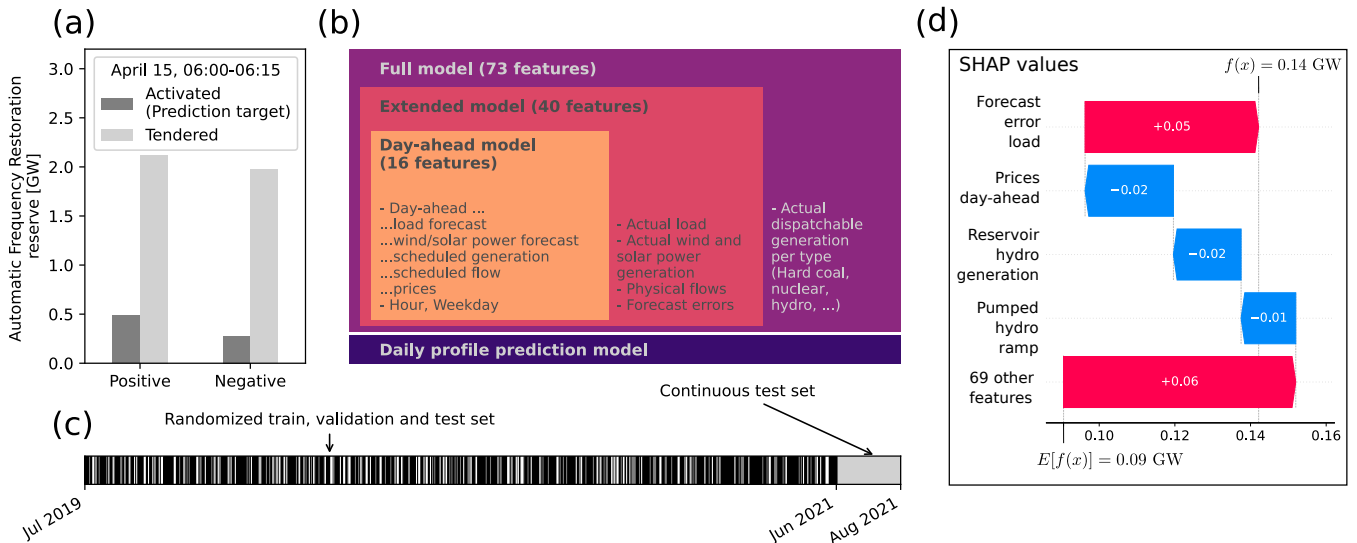 (a)
Automatic Frequency Restoration
reserve [GW]
3.0
2.5
2.0
1.5
1.0
0.5
0.0
April 15, 06:00-06:15
Activated
(Prediction target)
Tendered
Positive
Negative
(b)
Full model (73 features)
Extended model (40 features)
Day-ahead model
(16 features)
- Day-ahead ...
...load forecast
...wind/solar power forecast
...scheduled generation
...scheduled flow
...prices
- Hour, Weekday
- Actual load
- Actual wind and
solar power
generation
- Physical flows
- Forecast errors
- Actual
dispatchable
generation
per type
(Hard coal,
nuclear,
hydro, ...)
Daily profile prediction model
(c)
Randomized train, validation and test set
Continuous test set
Jul 2019
Jun 2021
Aug 2021
(d)
SHAP values
f(x) = 0.14 GW
Forecast
error
load
+0.05
Prices
day-ahead
−0.02
Reservoir
hydro
generation
−0.02
Pumped
hydro
ramp
−0.01
69 other
features
+0.06
0.10
0.12
0.14
0.16
E[f(x)] = 0.09 GW